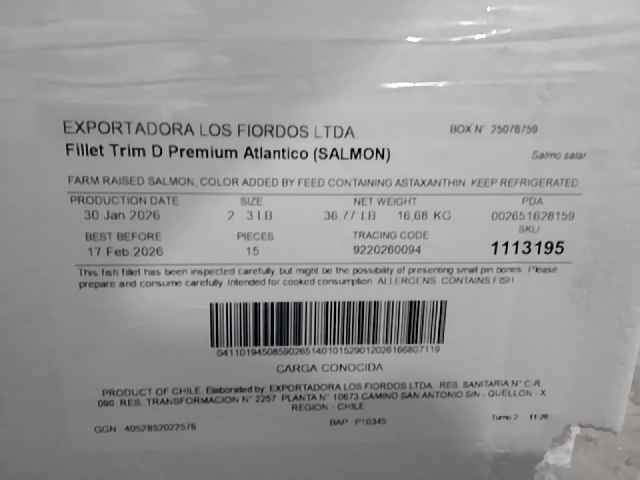 EXPORTADORA LOS FIORDOS LTDA.
BOX N° 25076759
Fillet Trim D Premium Atlantico (SALMON)
Salmo salar
FARM RAISED SALMON, COLOR ADDED BY FEED CONTAINING ASTAXANTHIN KEEP REFRIGERATED
PRODUCTION DATE SIZE NET WEIGHT PDA
30 Jan 2026 2 3 LB 36.77 LB 16,68 KG 002651628159
BEST BEFORE PIECES TRACING CODE SKU
17 Feb 2026 15 9220260094 1113195
This fish fillet has been inspected carefully but might be the possibility of presenting small pin bones. Please
prepare and consume carefully. Intended for cooked consumption. ALLERGENS: CONTAINS FISH
CARGA CONOCIDA
PRODUCT OF CHILE. Elaborated by: EXPORTADORA LOS FIORDOS LTDA. RES. SANITARIA N° C-R
090 RES. TRANSFORMACION N° 2257 PLANTA N° 10673 CAMINO SAN ANTONIO S/N - QUELLON - X
REGION - CHILE
GGN 4052852022576
BAP P10345
Turno 2